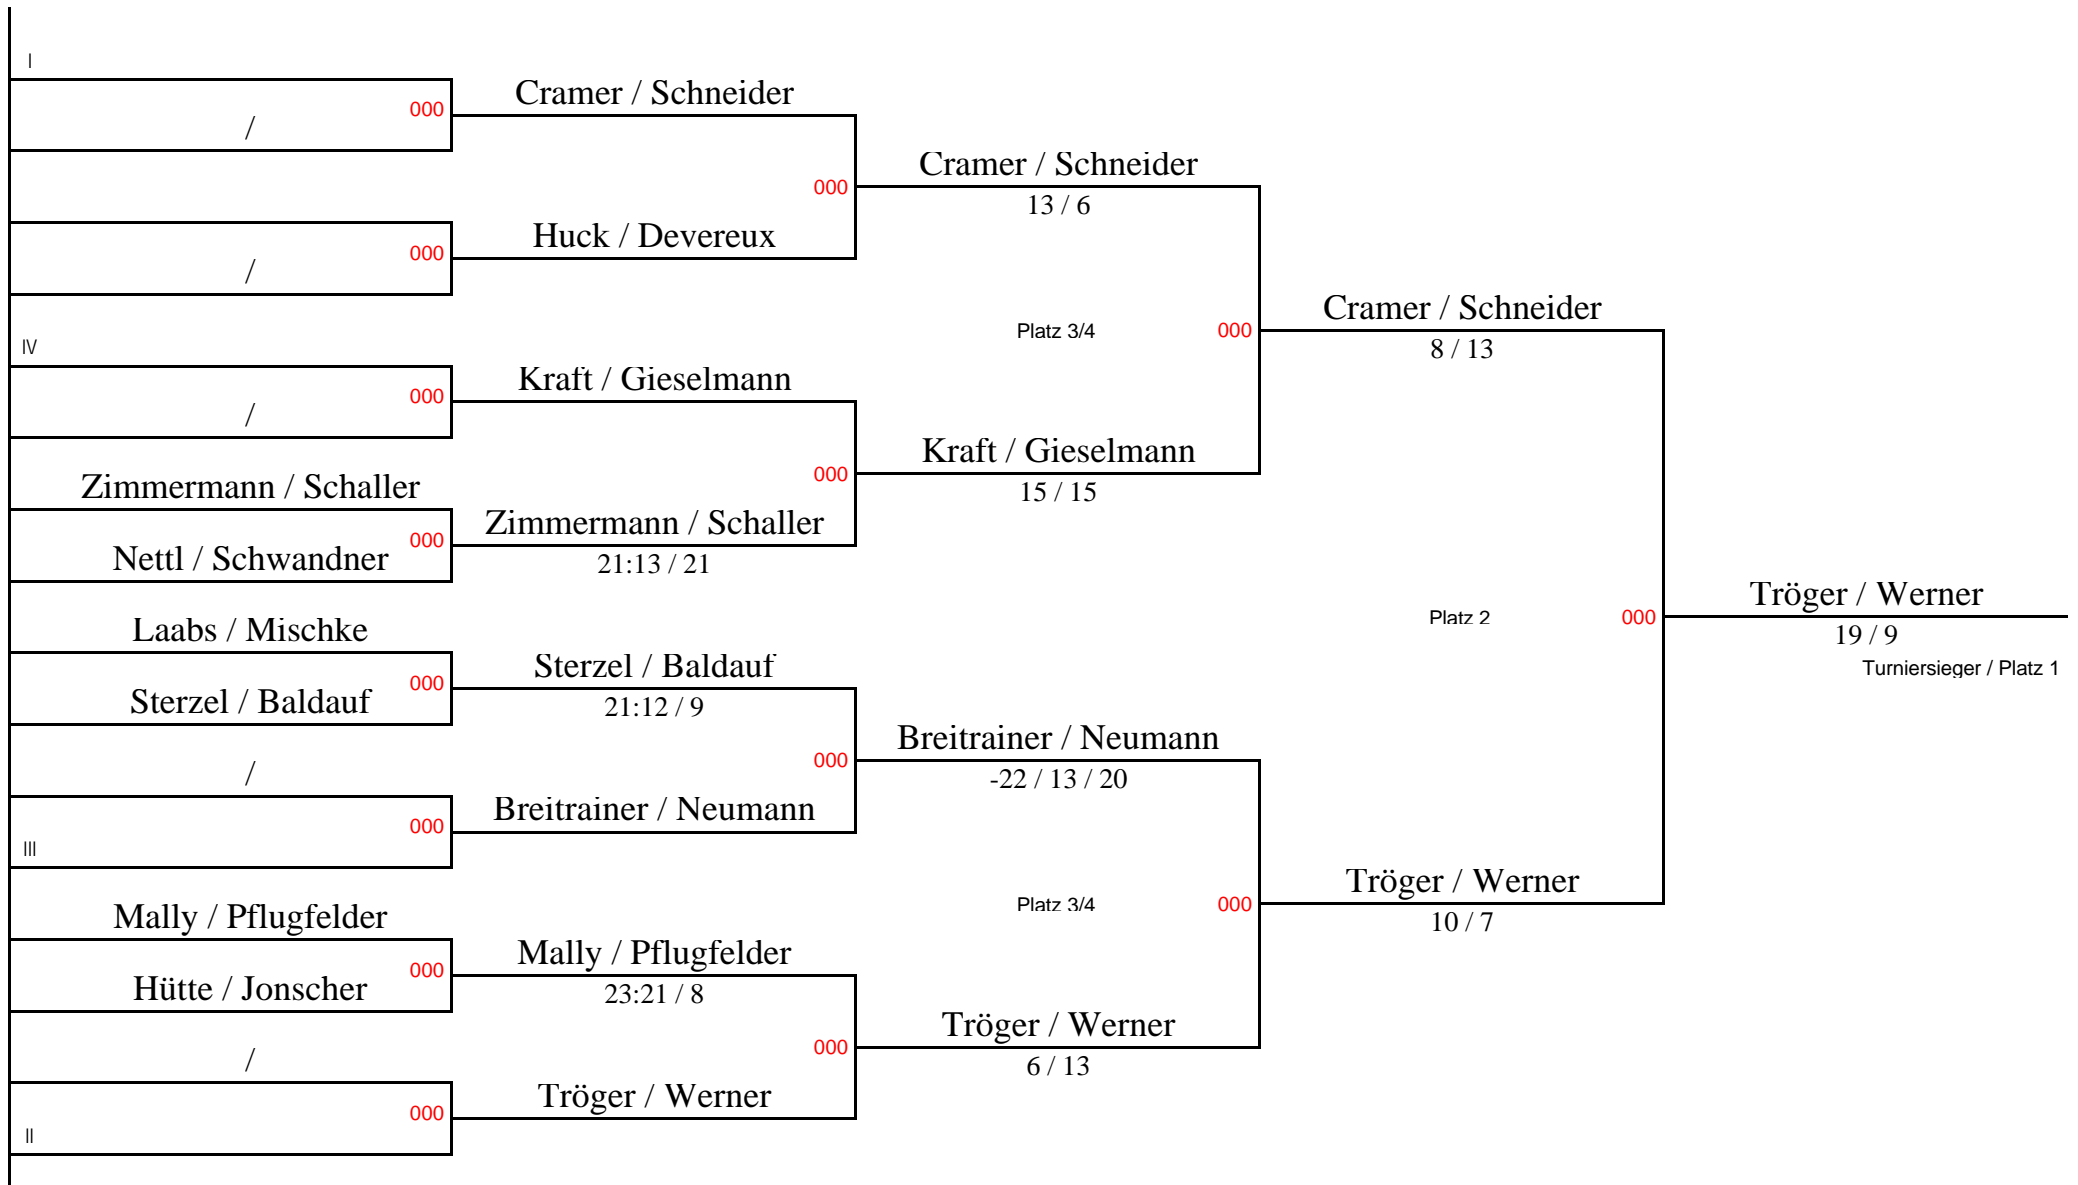 I
000
/
Cramer / Schneider
000
/
Huck / Devereux
000
Cramer / Schneider
13 / 6
IV
000
/
Kraft / Gieselmann
Zimmermann / Schaller
000
Nettl / Schwandner
Zimmermann / Schaller
21:13 / 21
000
Kraft / Gieselmann
15 / 15
Platz 3/4
000
Cramer / Schneider
8 / 13
Laabs / Mischke
000
Sterzel / Baldauf
Sterzel / Baldauf
21:12 / 9
/
000
III
Breitrainer / Neumann
000
Breitrainer / Neumann
-22 / 13 / 20
Mally / Pflugfelder
000
Hütte / Jonscher
Mally / Pflugfelder
23:21 / 8
/
000
II
Tröger / Werner
000
Tröger / Werner
6 / 13
Platz 3/4
000
Tröger / Werner
10 / 7
Platz 2
000
Tröger / Werner
19 / 9
Turniersieger / Platz 1